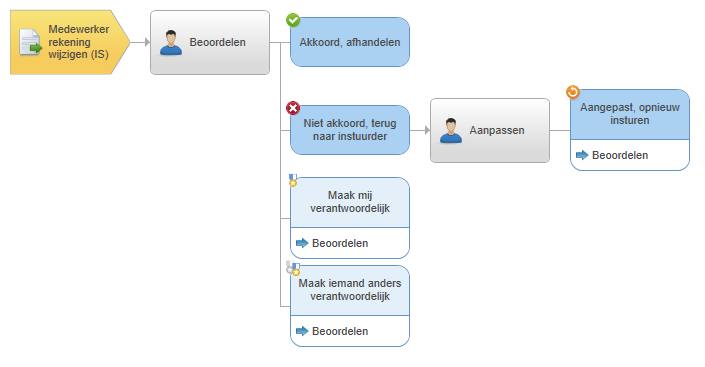 Medewerker
rekening
wijzigen (IS)
Beoordelen
Akkoord, afhandelen
Niet akkoord, terug
naar instuurder
Aanpassen
Aangepast, opnieuw
insturen
Beoordelen
Maak mij
verantwoordelijk
Beoordelen
Maak iemand anders
verantwoordelijk
Beoordelen